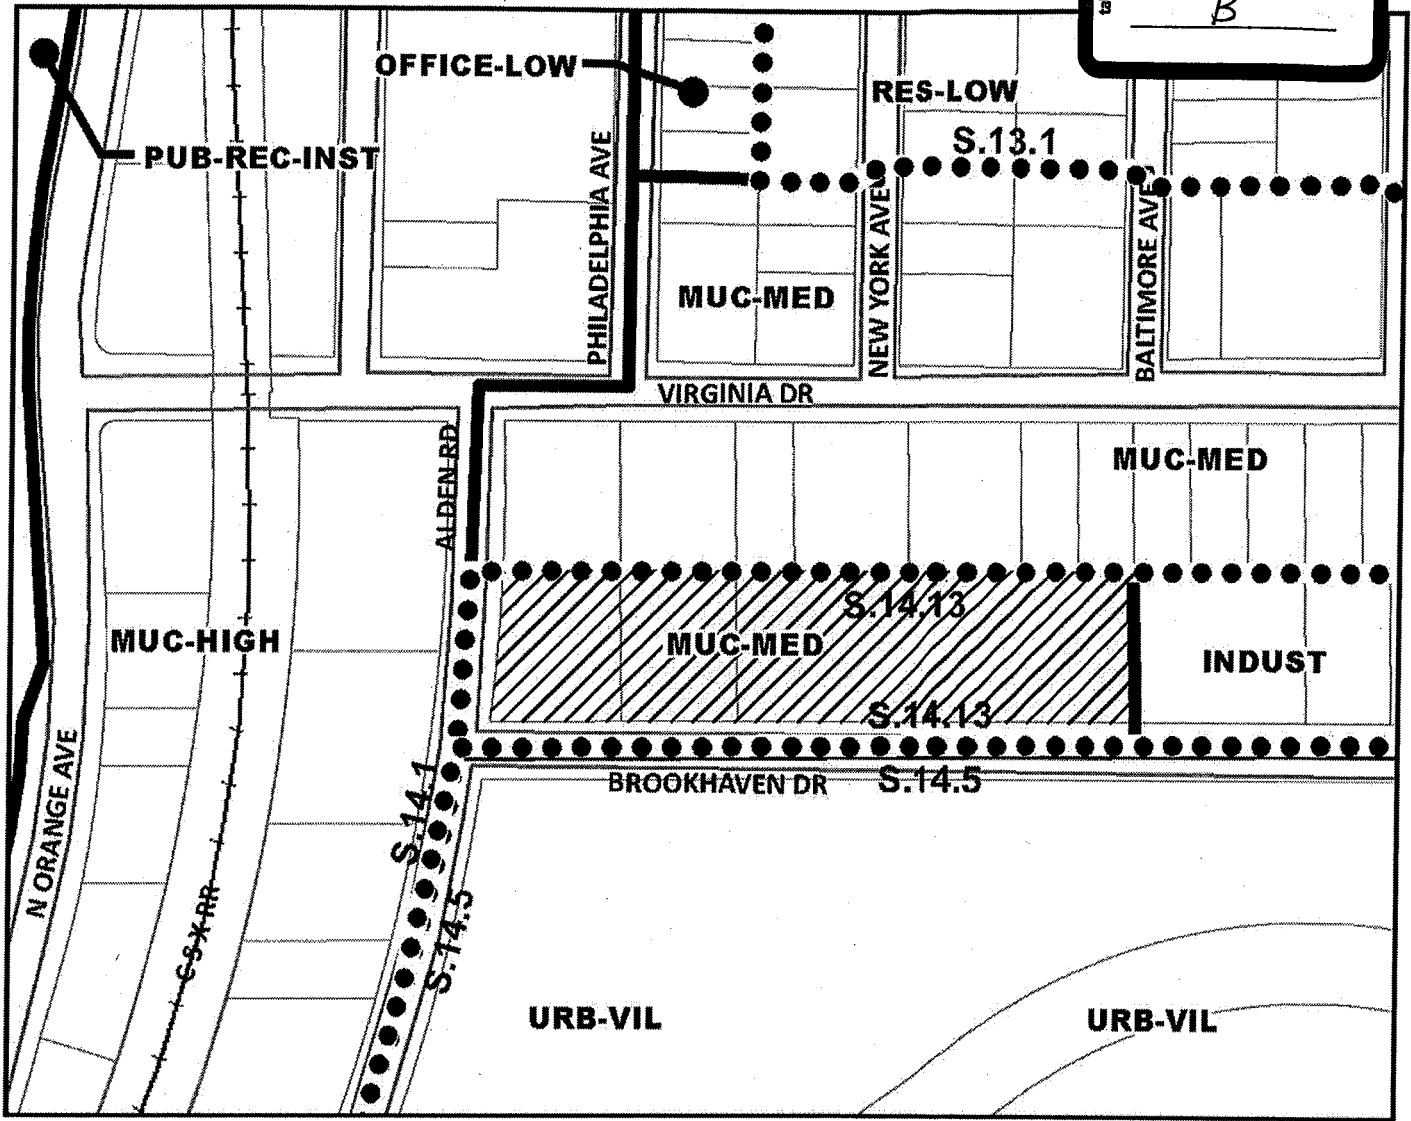 B
OFFICE-LOW
RES-LOW
S.13.1
PUB-REC-INST
PHILADELPHIA AVE
NEW YORK AVE
BALTIMORE AVE
MUC-MED
VIRGINIA DR
ALDEN RD
MUC-MED
S.14.13
MUC-MED
MUC-HIGH
INDUST
S.14.13
BROOKHAVEN DR
S.14.5
N ORANGE AVE
S.14.1
S.14.5
CSX RR
URB-VIL
URB-VIL